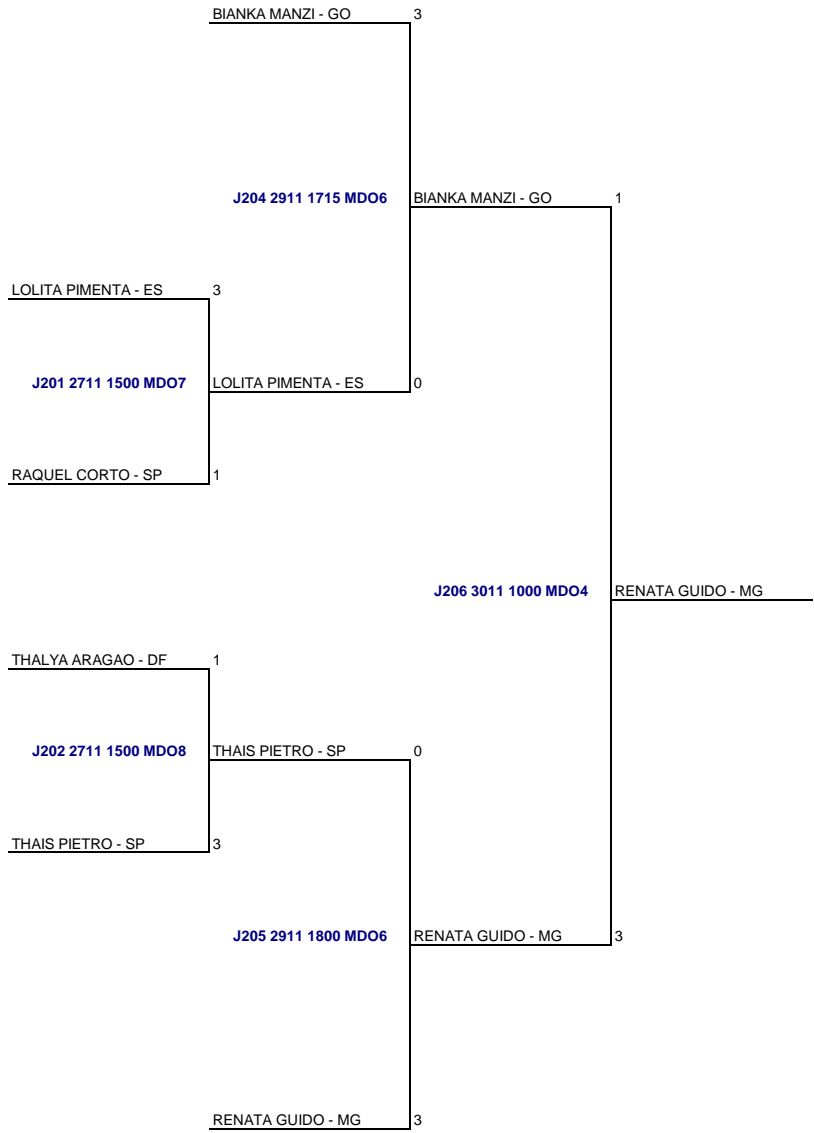 BIANKA MANZI - GO 3
J204 2911 1715 MDO6 BIANKA MANZI - GO 1
LOLITA PIMENTA - ES 3
J201 2711 1500 MDO7 LOLITA PIMENTA - ES 0
RAQUEL CORTO - SP 1
J206 3011 1000 MDO4 RENATA GUIDO - MG
THALYA ARAGAO - DF 1
J202 2711 1500 MDO8 THAIS PIETRO - SP 0
THAIS PIETRO - SP 3
J205 2911 1800 MDO6 RENATA GUIDO - MG 3
RENATA GUIDO - MG 3